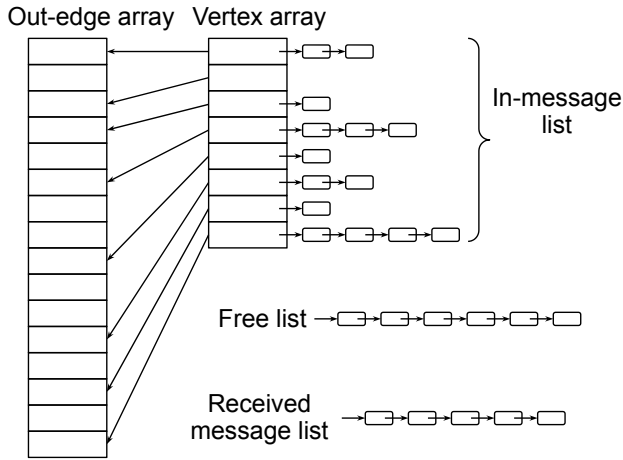 Out-edge array
Vertex array
In-message
list
Free list
Received
message list